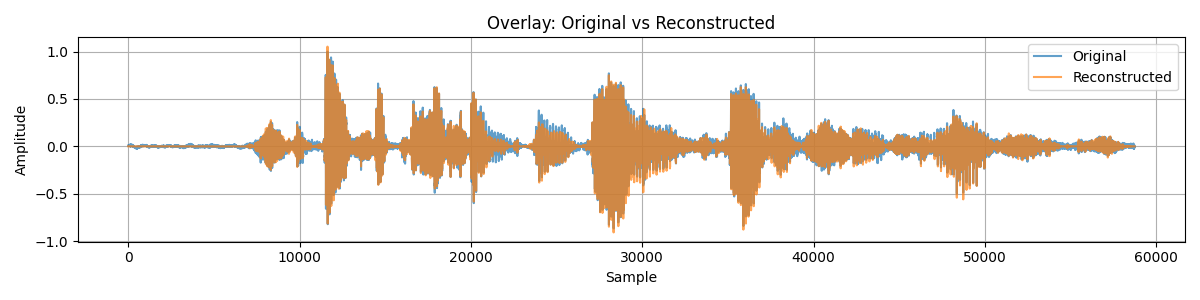 Overlay: Original vs Reconstructed
1.0
0.5
0.0
−0.5
−1.0
Amplitude
Original
Reconstructed
0
10000
20000
30000
40000
50000
60000
Sample